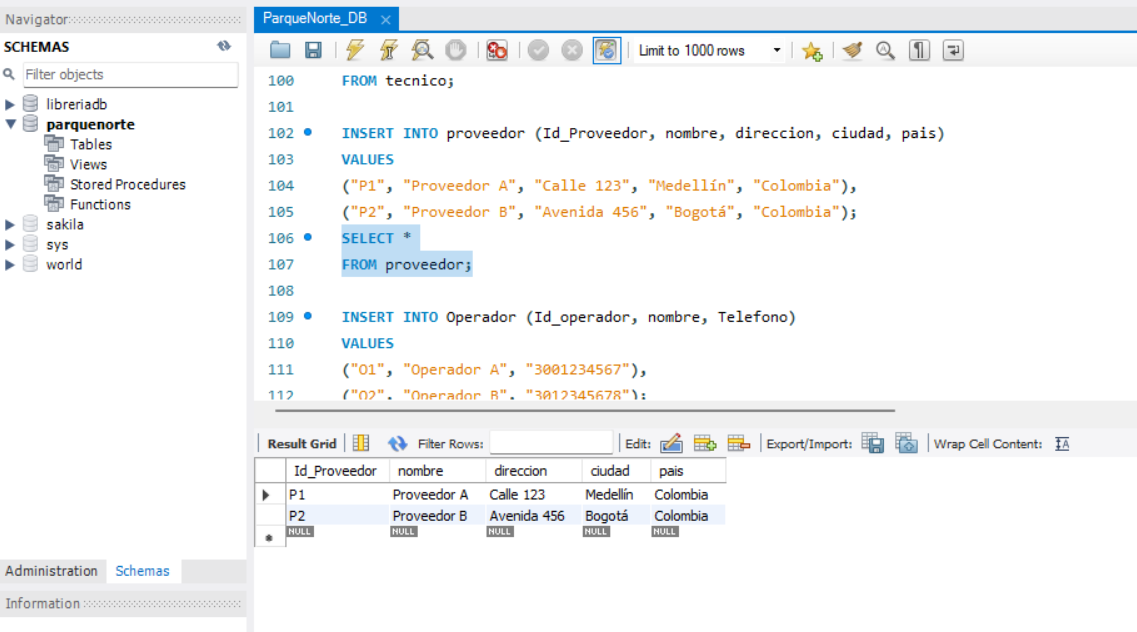 Navigator
SCHEMAS
Filter objects
libreriadb
parquenorte
Tables
Views
Stored Procedures
Functions
sakila
sys
world
Administration Schemas
Information
ParqueNorte_DB ×
Limit to 1000 rows
100 FROM tecnico;
101
102 INSERT INTO proveedor (Id_Proveedor, nombre, direccion, ciudad, pais)
103 VALUES
104 ("P1", "Proveedor A", "Calle 123", "Medellín", "Colombia"),
105 ("P2", "Proveedor B", "Avenida 456", "Bogotá", "Colombia");
106 SELECT *
107 FROM proveedor;
108
109 INSERT INTO Operador (Id_operador, nombre, Telefono)
110 VALUES
111 ("O1", "Operador A", "3001234567"),
112 ("O2", "Operador B", "3012345678");
Result Grid Filter Rows: Edit: Export/Import: Wrap Cell Content:
Id_Proveedor nombre direccion ciudad pais
P1 Proveedor A Calle 123 Medellín Colombia
P2 Proveedor B Avenida 456 Bogotá Colombia
NULL NULL NULL NULL NULL